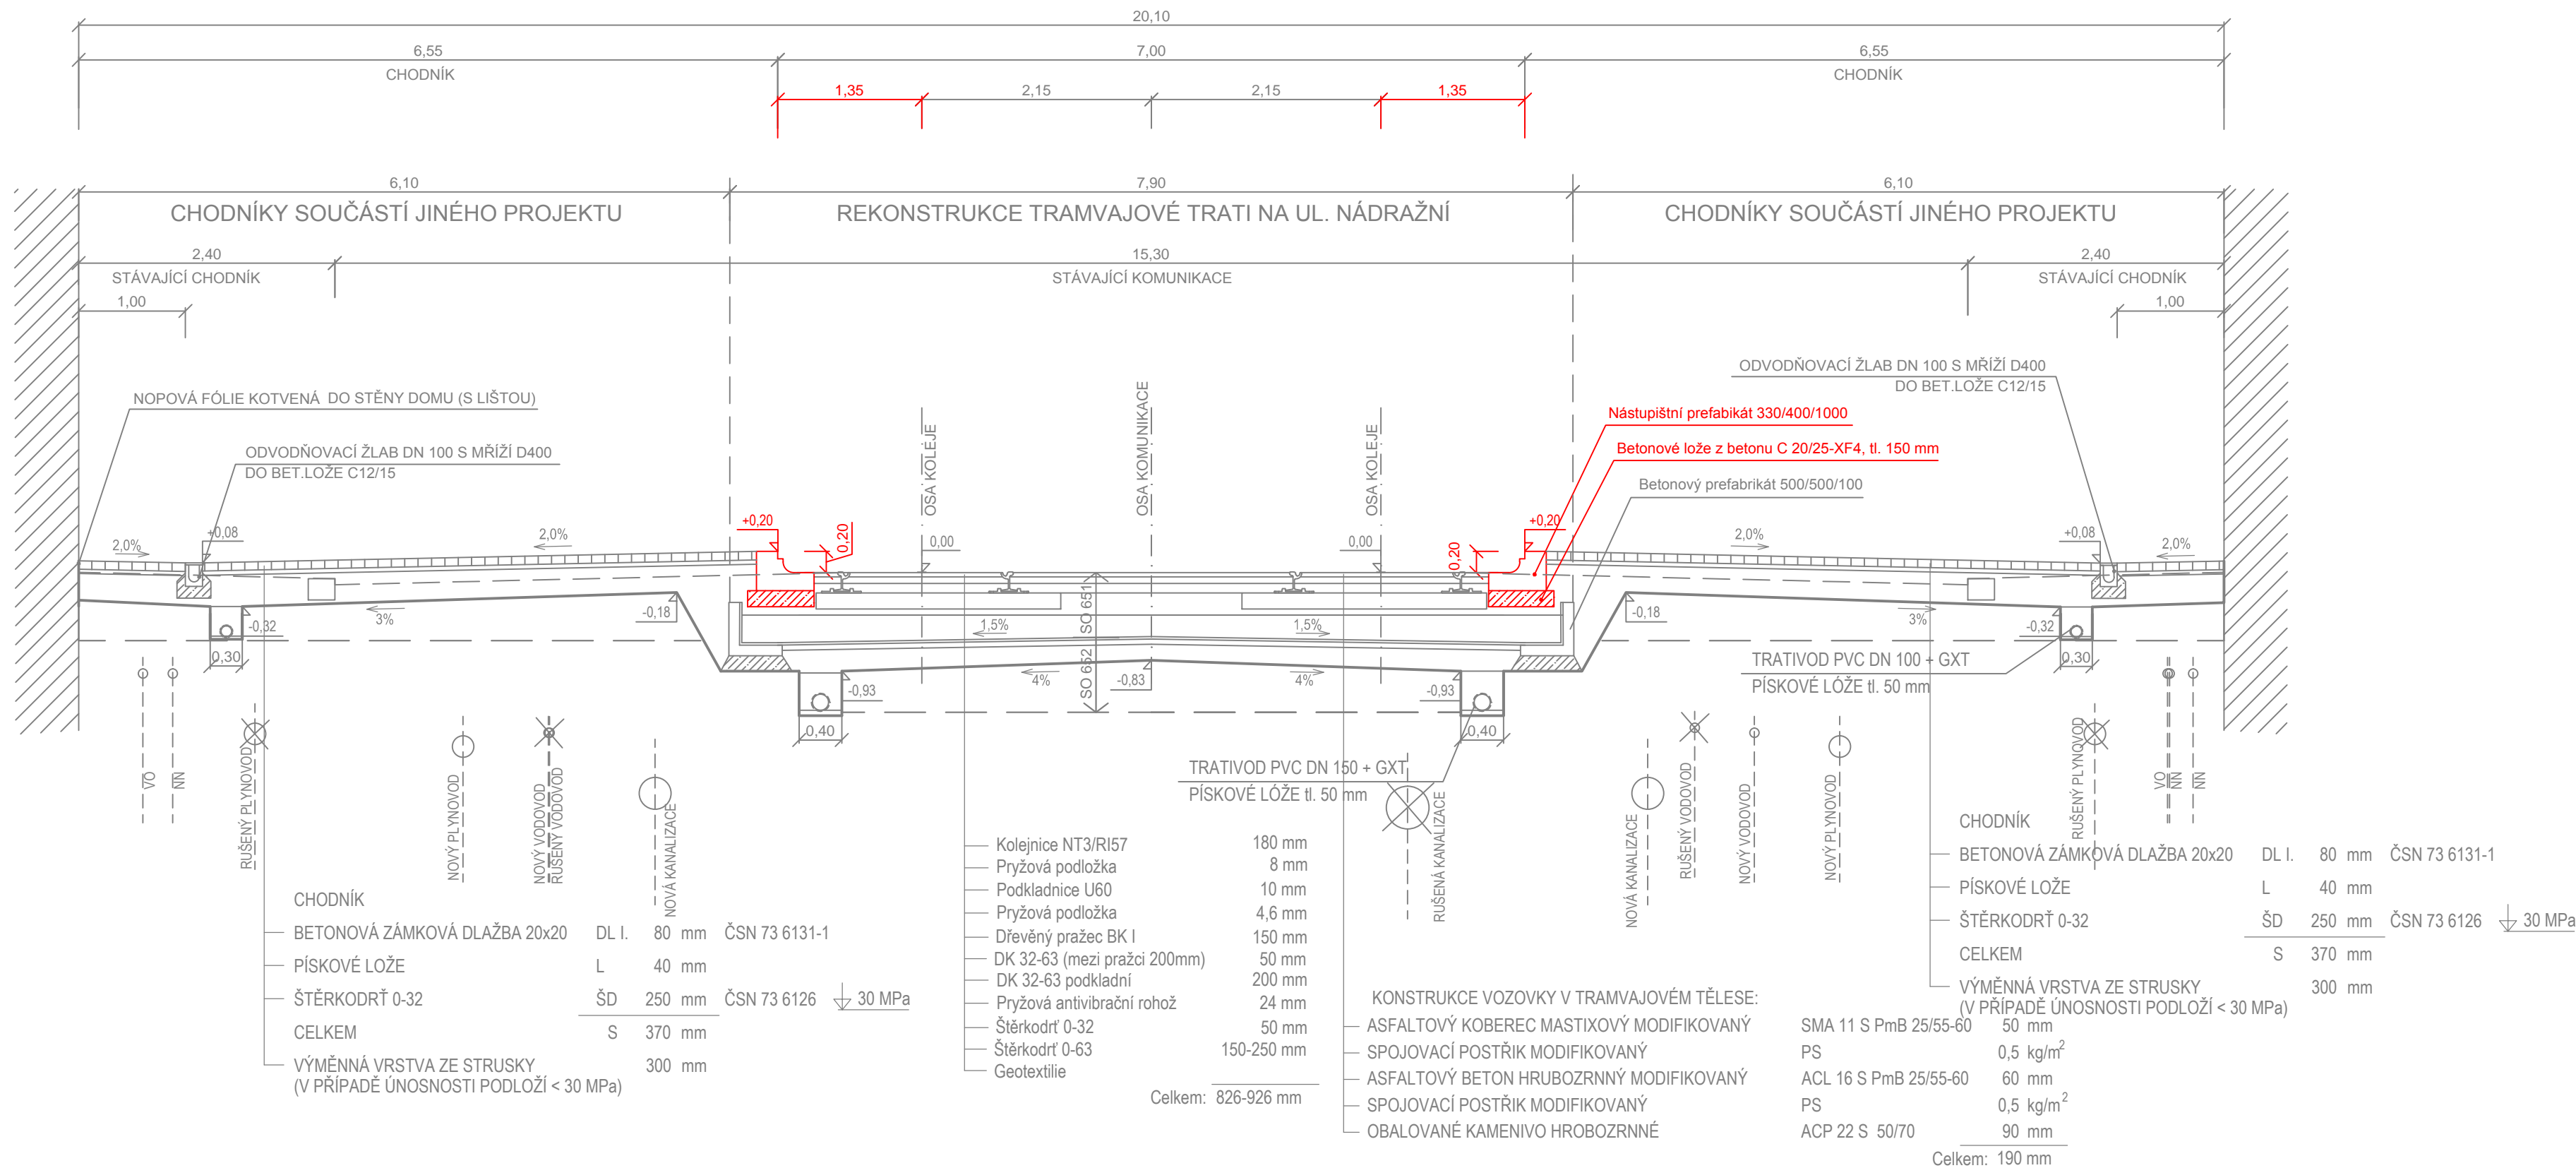 20,10
6,55
7,00
6,55
CHODNÍK
CHODNÍK
1,35
2,15
2,15
1,35
6,10
7,90
6,10
CHODNÍKY SOUČÁSTÍ JINÉHO PROJEKTU
REKONSTRUKCE TRAMVAJOVÉ TRATI NA UL. NÁDRAŽNÍ
CHODNÍKY SOUČÁSTÍ JINÉHO PROJEKTU
2,40
15,30
2,40
STÁVAJÍCÍ CHODNÍK
STÁVAJÍCÍ KOMUNIKACE
STÁVAJÍCÍ CHODNÍK
1,00
1,00
NOPOVÁ FÓLIE KOTVENÁ DO STĚNY DOMU (S LIŠTOU)
ODVODŇOVACÍ ŽLAB DN 100 S MŘÍŽÍ D400
DO BET.LOŽE C12/15
OSA KOLEJE
OSA KOMUNIKACE
OSA KOLEJE
ODVODŇOVACÍ ŽLAB DN 100 S MŘÍŽÍ D400
DO BET.LOŽE C12/15
Nástupištní prefabikát 330/400/1000
Betonové lože z betonu C 20/25-XF4, tl. 150 mm
Betonový prefabrikát 500/500/100
2,0%
+0,08
2,0%
+0,20
0,20
0,00
0,00
0,20
+0,20
2,0%
+0,08
2,0%
-0,32
3%
-0,18
1,5%
1,5%
SO 651
SO 652
-0,18
3%
-0,32
0,30
0,30
-0,93
4%
-0,83
4%
-0,93
0,40
0,40
TRATIVOD PVC DN 100 + GXT
PÍSKOVÉ LÓŽE tl. 50 mm
TRATIVOD PVC DN 150 + GXT
PÍSKOVÉ LÓŽE tl. 50 mm
VO
NN
RUŠENÝ PLYNOVOD
NOVÝ PLYNOVOD
NOVÝ VODOVOD
RUŠENÝ VODOVOD
NOVÁ KANALIZACE
RUŠENÁ KANALIZACE
NOVÁ KANALIZACE
RUŠENÝ VODOVOD
NOVÝ VODOVOD
NOVÝ PLYNOVOD
RUŠENÝ PLYNOVOD
VO
NN
NN
CHODNÍK
BETONOVÁ ZÁMKOVÁ DLAŽBA 20x20 DL I. 80 mm ČSN 73 6131-1
PÍSKOVÉ LOŽE L 40 mm
ŠTĚRKODRŤ 0-32 ŠD 250 mm ČSN 73 6126 30 MPa
CELKEM S 370 mm
VÝMĚNNÁ VRSTVA ZE STRUSKY 300 mm
(V PŘÍPADĚ ÚNOSNOSTI PODLOŽÍ < 30 MPa)
Kolejnice NT3/RI57 180 mm
Pryžová podložka 8 mm
Podkladnice U60 10 mm
Pryžová podložka 4,6 mm
Dřevěný pražec BK I 150 mm
DK 32-63 (mezi pražci 200mm) 50 mm
DK 32-63 podkladní 200 mm
Pryžová antivibrační rohož 24 mm
Štěrkodrť 0-32 50 mm
Štěrkodrť 0-63 150-250 mm
Geotextilie
Celkem: 826-926 mm
CHODNÍK
BETONOVÁ ZÁMKOVÁ DLAŽBA 20x20 DL I. 80 mm ČSN 73 6131-1
PÍSKOVÉ LOŽE L 40 mm
ŠTĚRKODRŤ 0-32 ŠD 250 mm ČSN 73 6126 30 MPa
CELKEM S 370 mm
VÝMĚNNÁ VRSTVA ZE STRUSKY 300 mm
(V PŘÍPADĚ ÚNOSNOSTI PODLOŽÍ < 30 MPa)
KONSTRUKCE VOZOVKY V TRAMVAJOVÉM TĚLESE:
ASFALTOVÝ KOBEREC MASTIXOVÝ MODIFIKOVANÝ SMA 11 S PmB 25/55-60 50 mm
SPOJOVACÍ POSTŘIK MODIFIKOVANÝ PS 0,5 kg/m²
ASFALTOVÝ BETON HRUBOZRNNÝ MODIFIKOVANÝ ACL 16 S PmB 25/55-60 60 mm
SPOJOVACÍ POSTŘIK MODIFIKOVANÝ PS 0,5 kg/m²
OBALOVANÉ KAMENIVO HROBOZRNNÉ ACP 22 S 50/70 90 mm
Celkem: 190 mm